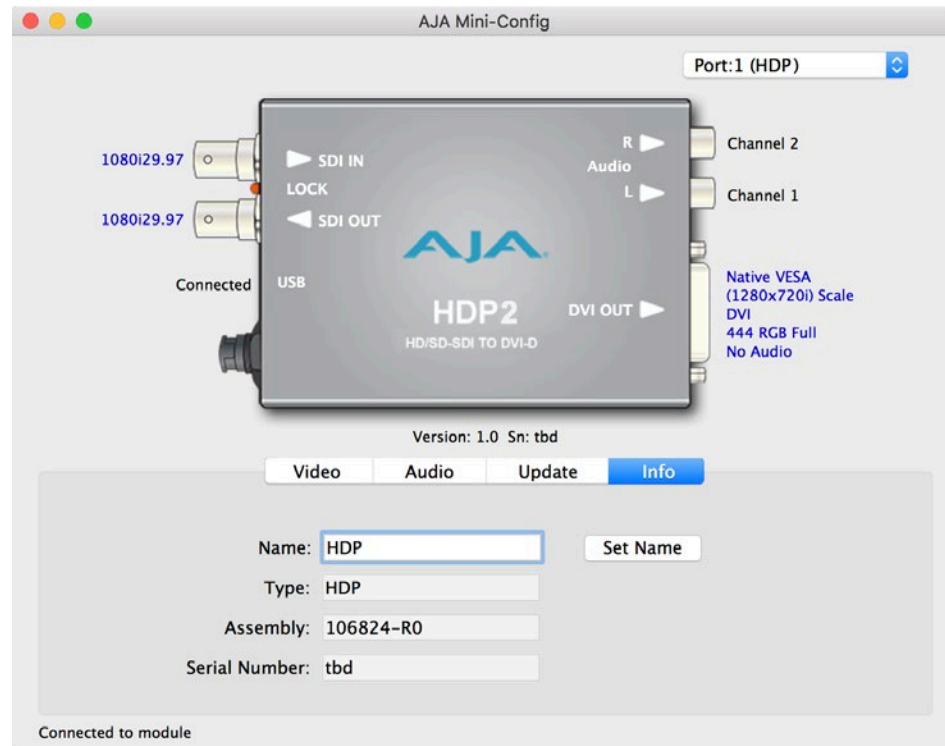 AJA Mini-Config
Port:1 (HDP)
1080i29.97
SDI IN
LOCK
1080i29.97
SDI OUT
Connected
USB
R
Audio
L
Channel 2
Channel 1
AJA
HDP2
HD/SD-SDI TO DVI-D
DVI OUT
Native VESA
(1280x720i) Scale
DVI
444 RGB Full
No Audio
Version: 1.0 Sn: tbd
Video Audio Update Info
Name: HDP Set Name
Type: HDP
Assembly: 106824-R0
Serial Number: tbd
Connected to module